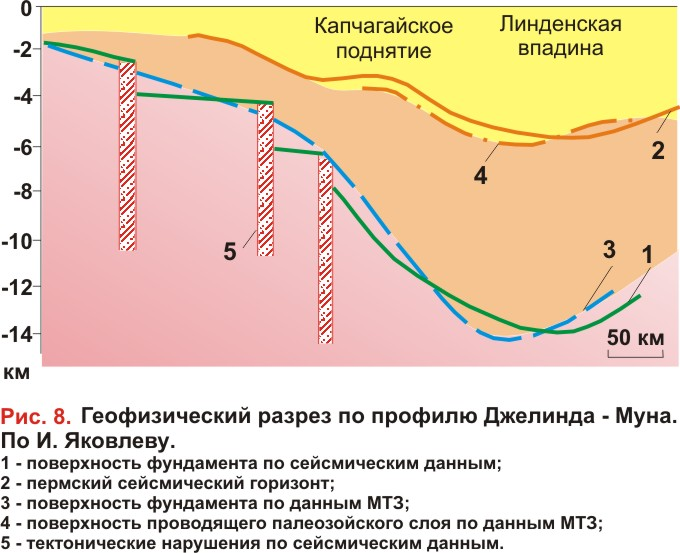 0
-2
-4
-6
-8
-10
-12
-14
км
Капчагайское
поднятие
Линденская
впадина
2
4
5
3
1
50 км
Рис. 8. Геофизический разрез по профилю Джелинда - Муна.
По И. Яковлеву.
1 - поверхность фундамента по сейсмическим данным;
2 - пермский сейсмический горизонт;
3 - поверхность фундамента по данным МТЗ;
4 - поверхность проводящего палеозойского слоя по данным МТЗ;
5 - тектонические нарушения по сейсмическим данным.